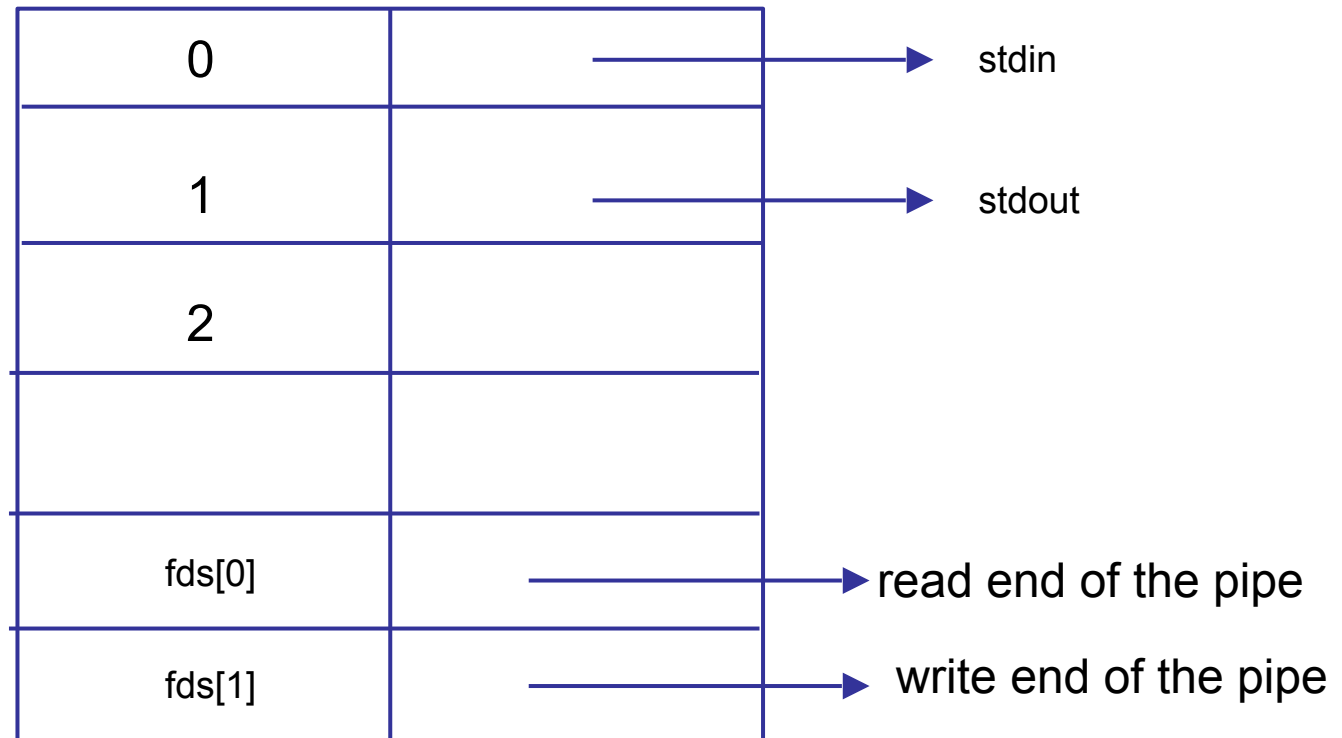 0
stdin
1
stdout
2
fds[0]
read end of the pipe
fds[1]
write end of the pipe